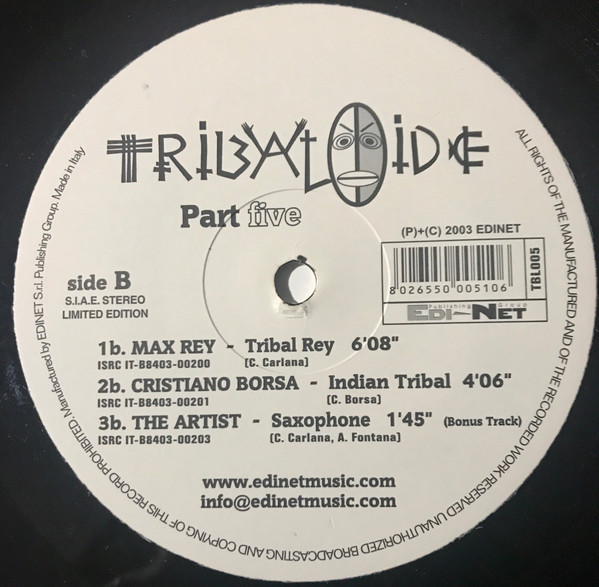 TRIBALOIDE
Part five
(P)+(C) 2003 EDINET
side B
S.I.A.E. STEREO
LIMITED EDITION
8 026550 005106
TBL005
Publishing Group
EDI-NET
1b. MAX REY - Tribal Rey 6'08"
ISRC IT-B8403-00200 [C. Carlana]
2b. CRISTIANO BORSA - Indian Tribal 4'06"
ISRC IT-B8403-00201 [C. Borsa]
3b. THE ARTIST - Saxophone 1'45" (Bonus Track)
ISRC IT-B8403-00203 [C. Carlana, A. Fontana]
www.edinetmusic.com
info@edinetmusic.com
ALL RIGHTS OF THE MANUFACTURED AND OF THE RECORDED WORK RESERVED UNAUTHORIZED BROADCASTING AND COPYING OF THIS RECORD PROHIBITED. Manufactured by EDINET S.r.l. Publishing Group. Made in Italy